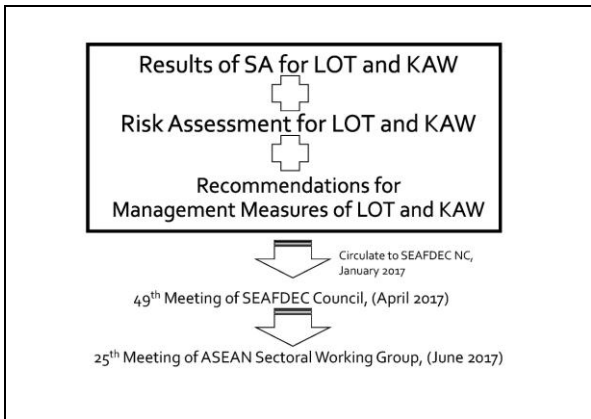 Results of SA for LOT and KAW
Risk Assessment for LOT and KAW
Recommendations for
Management Measures of LOT and KAW
Circulate to SEAFDEC NC,
January 2017
49th Meeting of SEAFDEC Council, (April 2017)
25th Meeting of ASEAN Sectoral Working Group, (June 2017)